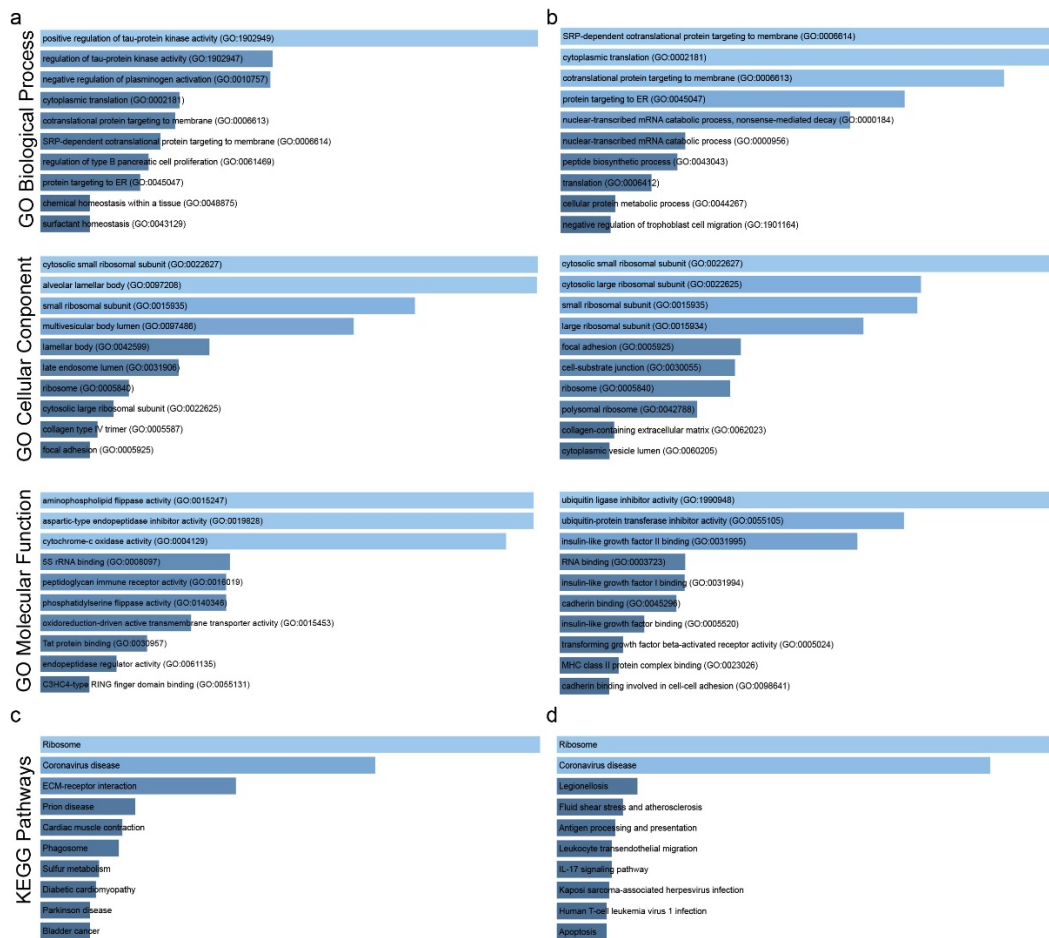 a
GO Biological Process
positive regulation of tau-protein kinase activity (GO:1902949)
regulation of tau-protein kinase activity (GO:1902947)
negative regulation of plasminogen activation (GO:0010757)
cytoplasmic translation (GO:0002181)
cotranslational protein targeting to membrane (GO:0006613)
SRP-dependent cotranslational protein targeting to membrane (GO:0006614)
regulation of type B pancreatic cell proliferation (GO:0061469)
protein targeting to ER (GO:0045047)
chemical homeostasis within a tissue (GO:0048875)
surfactant homeostasis (GO:0043129)
GO Cellular Conponent
cytosolic small ribosomal subunit (GO:0022627)
alveolar lamellar body (GO:0097208)
small ribosomal subunit (GO:0015935)
multivesicular body lumen (GO:0097486)
lamellar body (GO:0042599)
late endosome lumen (GO:0031906)
ribosome (GO:0005840)
cytosolic large ribosomal subunit (GO:0022625)
collagen type IV trimer (GO:0005587)
focal adhesion (GO:0005925)
GO Molecular Function
aminophospholipid flippase activity (GO:0015247)
aspartic-type endopeptidase inhibitor activity (GO:0019828)
cytochrome-c oxidase activity (GO:0004129)
5S rRNA binding (GO:0008097)
peptidoglycan immune receptor activity (GO:0016019)
phosphatidylserine flippase activity (GO:0140346)
oxidoreduction-driven active transmembrane transporter activity (GO:0015453)
Tat protein binding (GO:0030957)
endopeptidase regulator activity (GO:0061135)
C3HC4-type RING finger domain binding (GO:0055131)
b
SRP-dependent cotranslational protein targeting to membrane (GO:0006614)
cytoplasmic translation (GO:0002181)
cotranslational protein targeting to membrane (GO:0006613)
protein targeting to ER (GO:0045047)
nuclear-transcribed mRNA catabolic process, nonsense-mediated decay (GO:0000184)
nuclear-transcribed mRNA catabolic process (GO:0000956)
peptide biosynthetic process (GO:0043043)
translation (GO:0006412)
cellular protein metabolic process (GO:0044267)
negative regulation of trophoblast cell migration (GO:1901164)
cytosolic small ribosomal subunit (GO:0022627)
cytosolic large ribosomal subunit (GO:0022625)
small ribosomal subunit (GO:0015935)
large ribosomal subunit (GO:0015934)
focal adhesion (GO:0005925)
cell-substrate junction (GO:0030055)
ribosome (GO:0005840)
polysomal ribosome (GO:0042788)
collagen-containing extracellular matrix (GO:0062023)
cytoplasmic vesicle lumen (GO:0060205)
ubiquitin ligase inhibitor activity (GO:1990948)
ubiquitin-protein transferase inhibitor activity (GO:0055105)
insulin-like growth factor II binding (GO:0031995)
RNA binding (GO:0003723)
insulin-like growth factor I binding (GO:0031994)
cadherin binding (GO:0045296)
insulin-like growth factor binding (GO:0005520)
transforming growth factor beta-activated receptor activity (GO:0005024)
MHC class II protein complex binding (GO:0023026)
cadherin binding involved in cell-cell adhesion (GO:0098641)
c
KEGG Pathways
Ribosome
Coronavirus disease
ECM-receptor interaction
Prion disease
Cardiac muscle contraction
Phagosome
Sulfur metabolism
Diabetic cardiomyopathy
Parkinson disease
Bladder cancer
d
Ribosome
Coronavirus disease
Legionellosis
Fluid shear stress and atherosclerosis
Antigen processing and presentation
Leukocyte transendothelial migration
IL-17 signaling pathway
Kaposi sarcoma-associated herpesvirus infection
Human T-cell leukemia virus 1 infection
Apoptosis